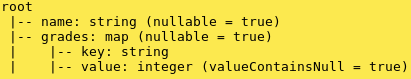 root
 |-- name: string (nullable = true)
 |-- grades: map (nullable = true)
 |    |-- key: string
 |    |-- value: integer (valueContainsNull = true)